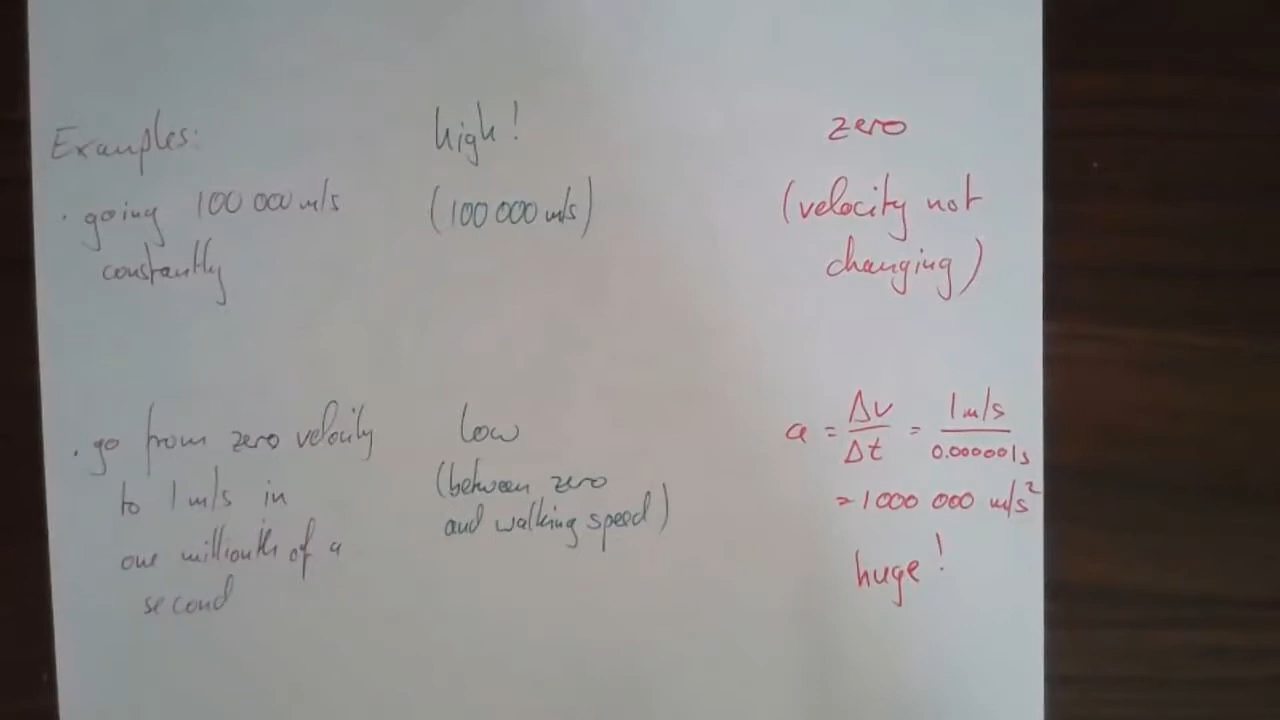 Examples:
high!
zero
· going 100 000 m/s
constantly
(100 000 m/s)
(velocity not
changing)
· go from zero velocity
to 1 m/s in
one millionth of a
second
low
(between zero
and walking speed)
a = Δv/Δt = 1 m/s / 0.000001s
= 1 000 000 m/s²
huge!